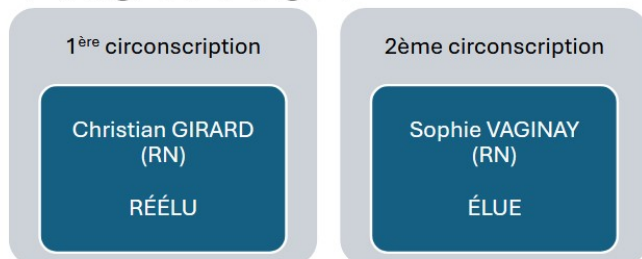 1ère circonscription
Christian GIRARD
(RN)
RÉÉLU
2ème circonscription
Sophie VAGINAY
(RN)
ÉLUE